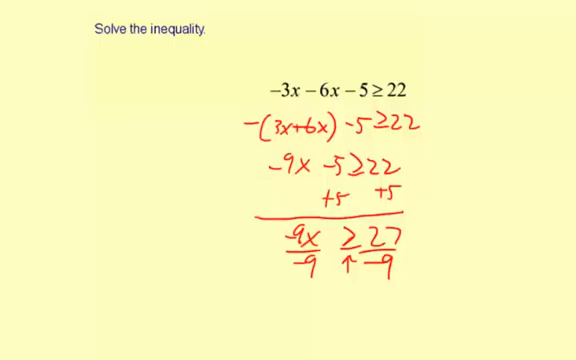 Solve the inequality.
−3x − 6x − 5 ≥ 22
-(3x+6x) -5 ≥ 22
-9x -5 ≥ 22
+5 +5
-9x ≥ 27
-9 ↑ -9